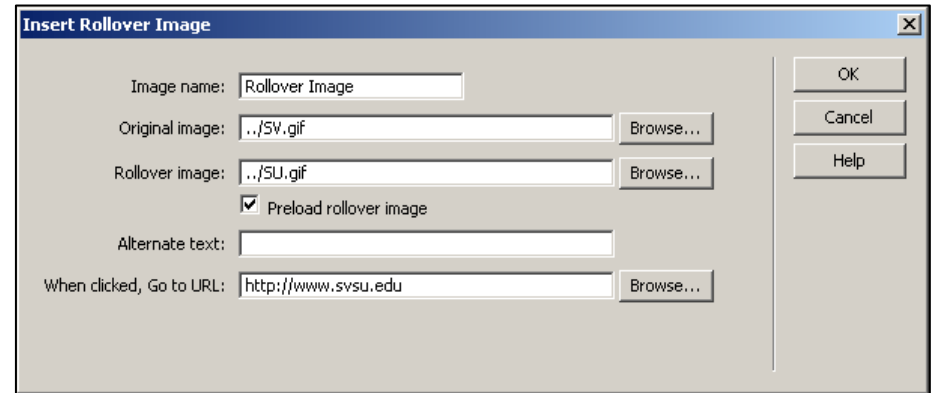 Insert Rollover Image
Image name: Rollover Image
OK
Original image: ../SV.gif Browse...
Cancel
Rollover image: ../SU.gif Browse...
Help
Preload rollover image
Alternate text:
When clicked, Go to URL: http://www.svsu.edu Browse...